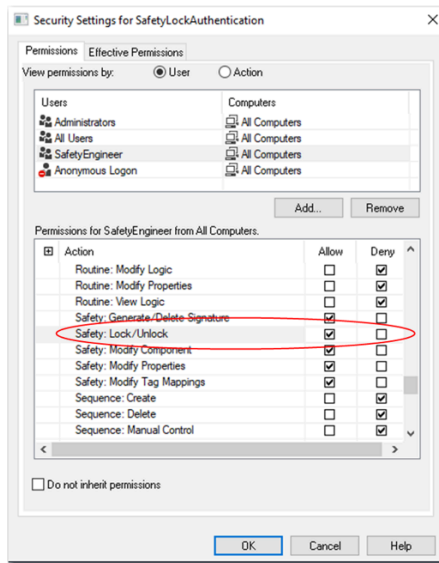 Security Settings for SafetyLockAuthentication
Permissions Effective Permissions
View permissions by: User Action
Users Computers
Administrators All Computers
All Users All Computers
SafetyEngineer All Computers
Anonymous Logon All Computers
Add... Remove
Permissions for SafetyEngineer from All Computers.
Action Allow Deny
Routine: Modify Logic
Routine: Modify Properties
Routine: View Logic
Safety: Generate/Delete Signature
Safety: Lock/Unlock
Safety: Modify Component
Safety: Modify Properties
Safety: Modify Tag Mappings
Sequence: Create
Sequence: Delete
Sequence: Manual Control
Do not inherit permissions
OK Cancel Help